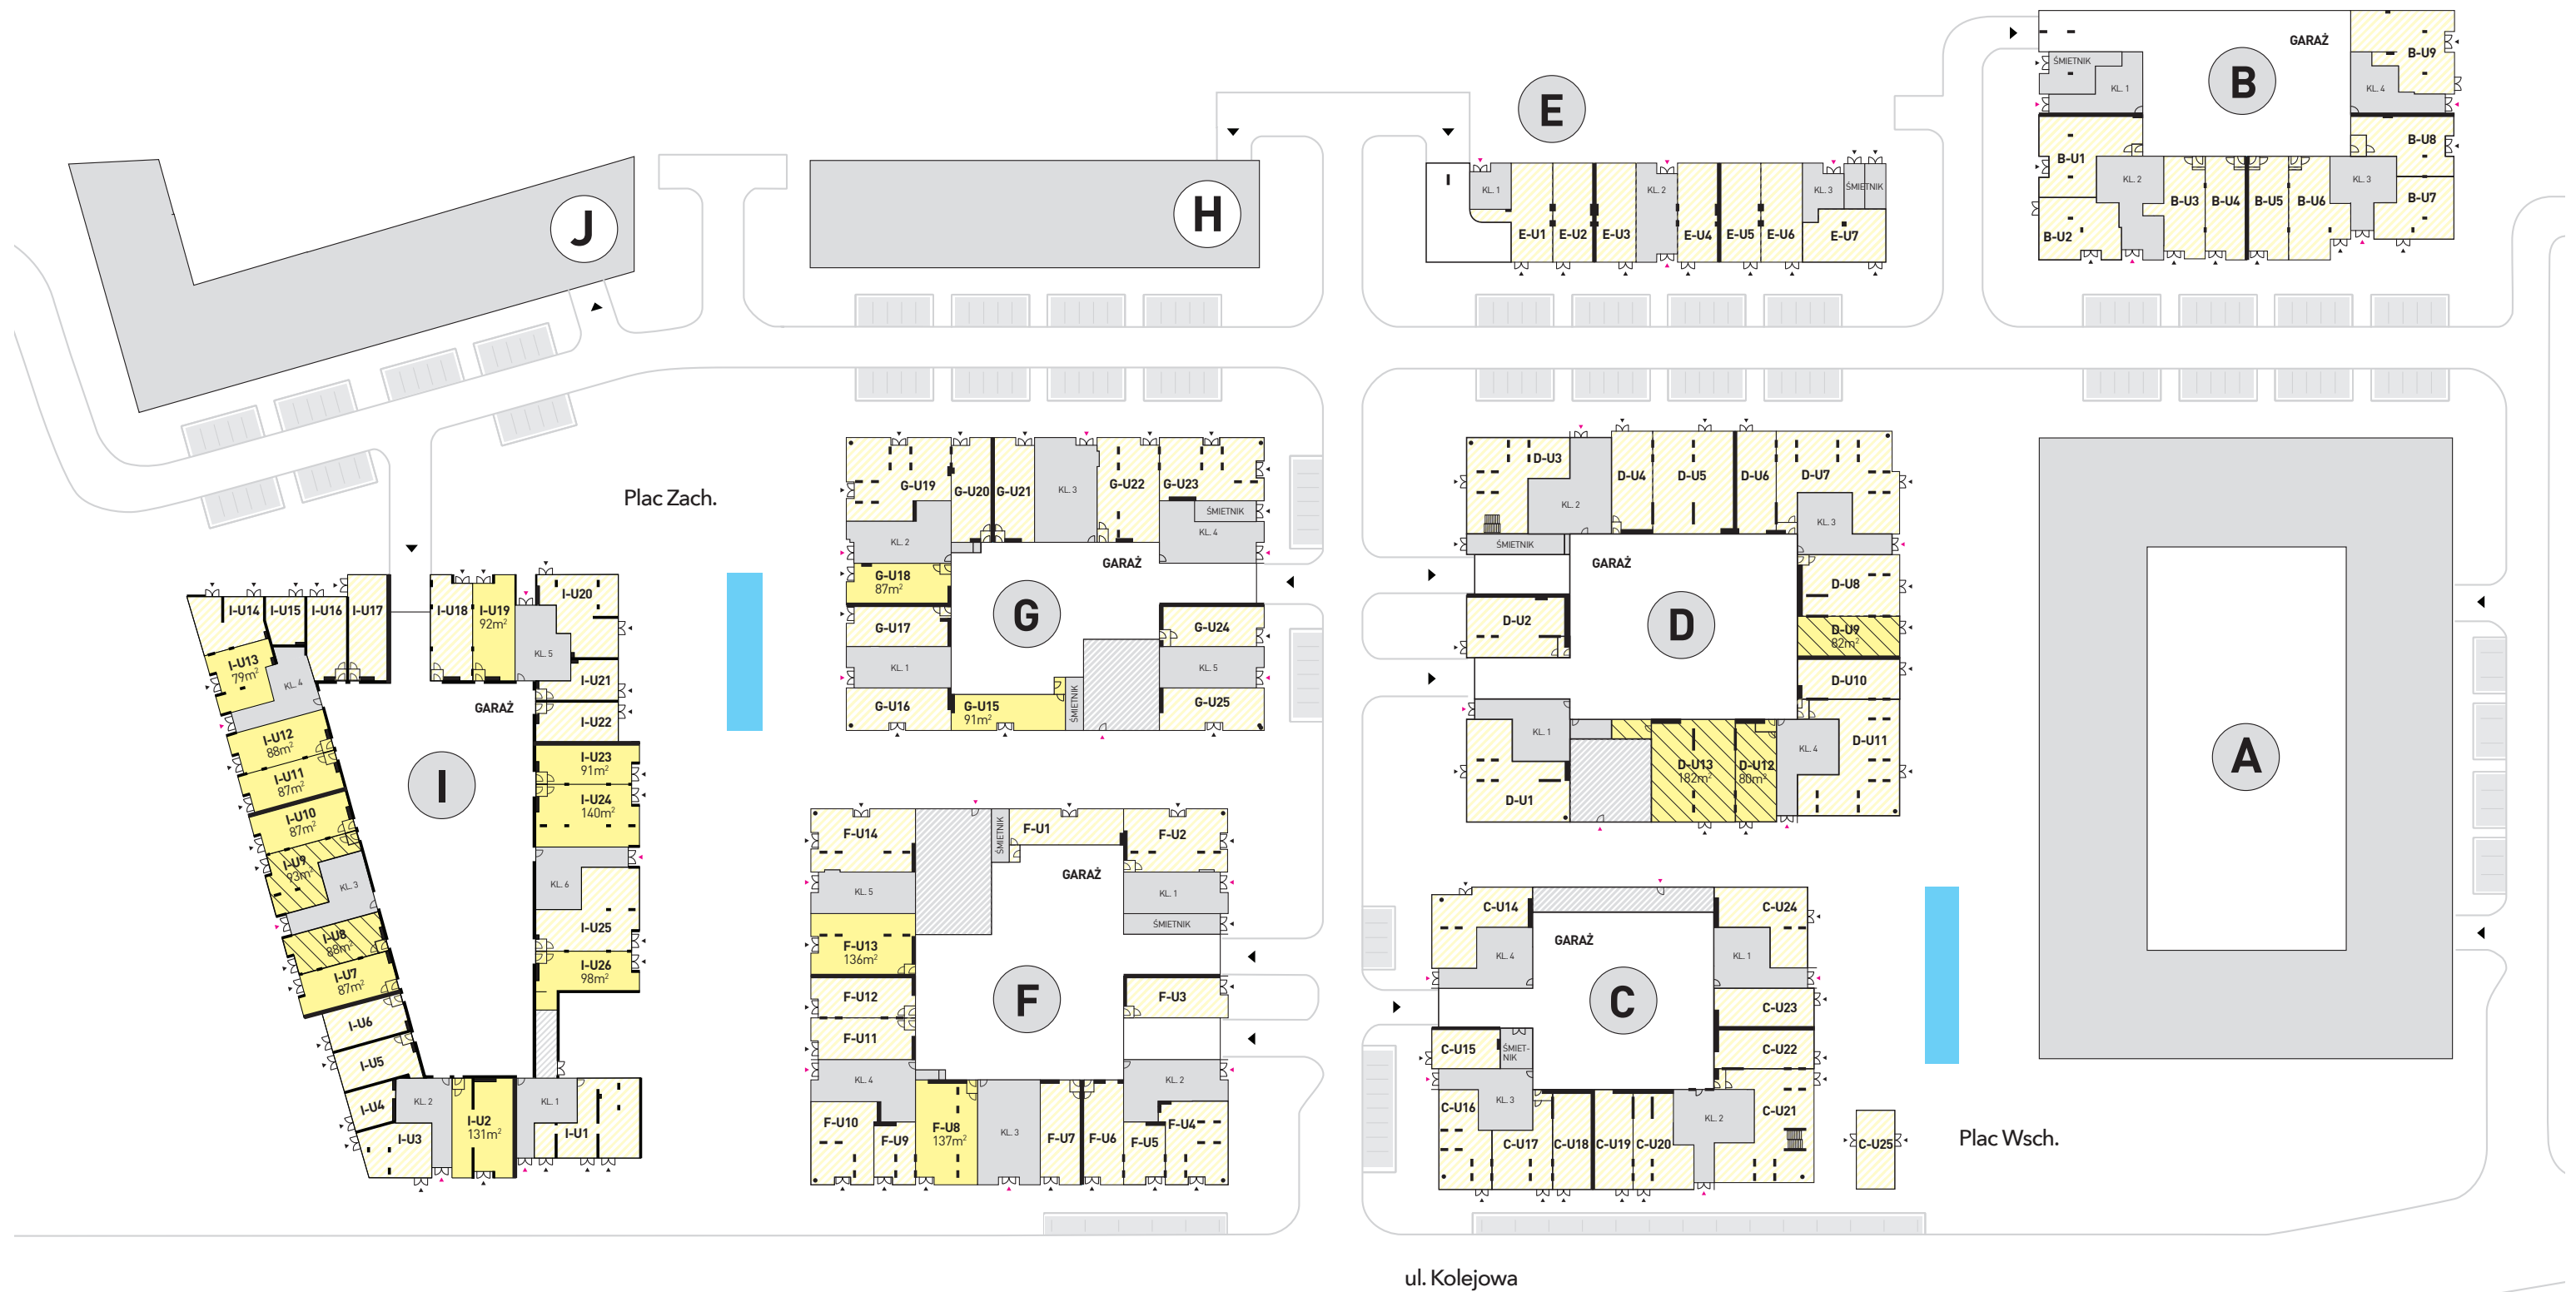 J
H
E
GARAŻ
B
B-U9
ŚMIETNIK
KL. 1
KL. 4
B-U1
B-U8
KL. 2
KL. 3
B-U2
B-U3
B-U4
B-U5
B-U6
B-U7
KL. 1
KL. 2
KL. 3
ŚMIETNIK
E-U1
E-U2
E-U3
E-U4
E-U5
E-U6
E-U7
Plac Zach.
G-U19
G-U20
G-U21
KL. 3
G-U22
G-U23
ŚMIETNIK
KL. 2
KL. 4
GARAŻ
G-U18
87m²
G
G-U17
G-U24
KL. 1
KL. 5
G-U16
G-U15
91m²
ŚMIETNIK
G-U25
D-U3
D-U4
D-U5
D-U6
D-U7
KL. 2
KL. 3
ŚMIETNIK
GARAŻ
D-U8
D-U2
D
D-U9
82m²
D-U10
KL. 1
D-U11
KL. 4
D-U13
182m²
D-U12
80m²
D-U1
A
I-U14
I-U15
I-U16
I-U17
I-U18
I-U19
92m²
I-U20
KL. 5
I-U13
79m²
KL. 4
I-U21
GARAŻ
I-U22
I-U12
88m²
I-U11
87m²
I
I-U23
91m²
I-U24
140m²
I-U10
87m²
I-U9
93m²
KL. 3
KL. 6
I-U25
I-U8
88m²
I-U7
87m²
I-U26
98m²
I-U6
I-U5
I-U4
KL. 2
KL. 1
I-U3
I-U2
131m²
I-U1
F-U14
ŚMIETNIK
F-U1
F-U2
GARAŻ
KL. 5
KL. 1
ŚMIETNIK
F-U13
136m²
F
F-U12
F-U3
F-U11
KL. 4
KL. 2
F-U10
F-U9
F-U8
137m²
KL. 3
F-U7
F-U6
F-U5
F-U4
C-U14
C-U24
GARAŻ
KL. 4
KL. 1
C
C-U23
C-U15
ŚMIET-
NIK
C-U22
C-U16
KL. 3
KL. 2
C-U21
C-U17
C-U18
C-U19
C-U20
C-U25
Plac Wsch.
ul. Kolejowa